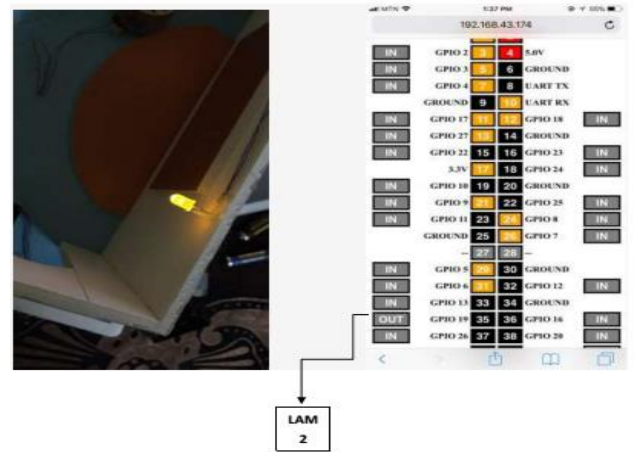 MTN 1:37 PM 55%
192.168.43.174
IN GPIO 2 3 4 5.0V
IN GPIO 3 5 6 GROUND
IN GPIO 4 7 8 UART TX
GROUND 9 10 UART RX
IN GPIO 17 11 12 GPIO 18 IN
IN GPIO 27 13 14 GROUND
IN GPIO 22 15 16 GPIO 23 IN
3.3V 17 18 GPIO 24 IN
IN GPIO 10 19 20 GROUND
IN GPIO 9 21 22 GPIO 25 IN
IN GPIO 11 23 24 GPIO 8 IN
GROUND 25 26 GPIO 7 IN
-- 27 28 --
IN GPIO 5 29 30 GROUND
IN GPIO 6 31 32 GPIO 12 IN
IN GPIO 13 33 34 GROUND
OUT GPIO 19 35 36 GPIO 16 IN
IN GPIO 26 37 38 GPIO 20 IN
LAM
2